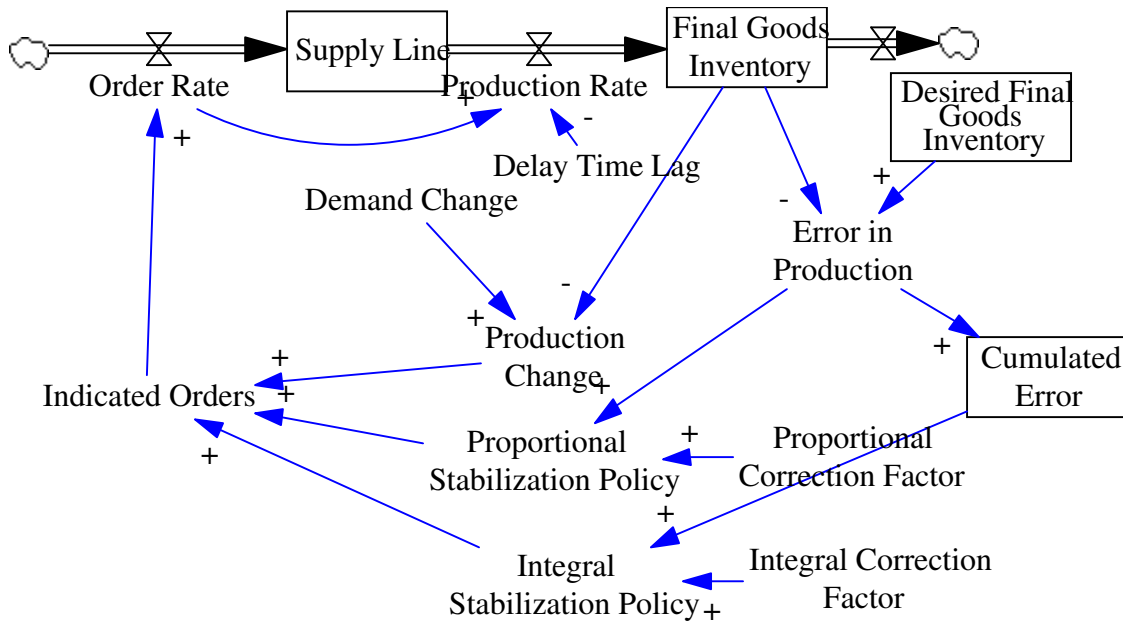 Supply Line
Final Goods
Inventory
Order Rate
+
Production Rate
+
-
Desired Final
Goods
Inventory
Delay Time Lag
+
Demand Change
-
Error in
Production
-
+
Production
Change
+
Cumulated
Error
+
Indicated Orders
+
+
+
Proportional
Stabilization Policy
+
Proportional
Correction Factor
+
+
Integral
Stabilization Policy
+
Integral Correction
Factor